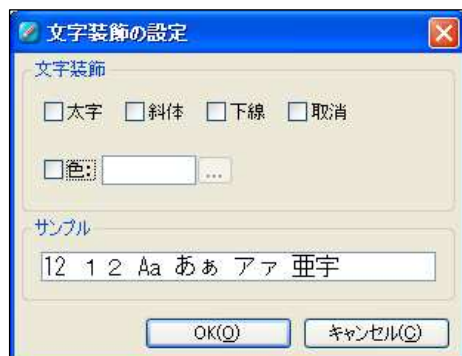 文字装飾の設定
文字装飾
太字 斜体 下線 取消
色: ...
サンプル
12 １２ Aa あぁ アァ 亜宇
OK(O) キャンセル(C)